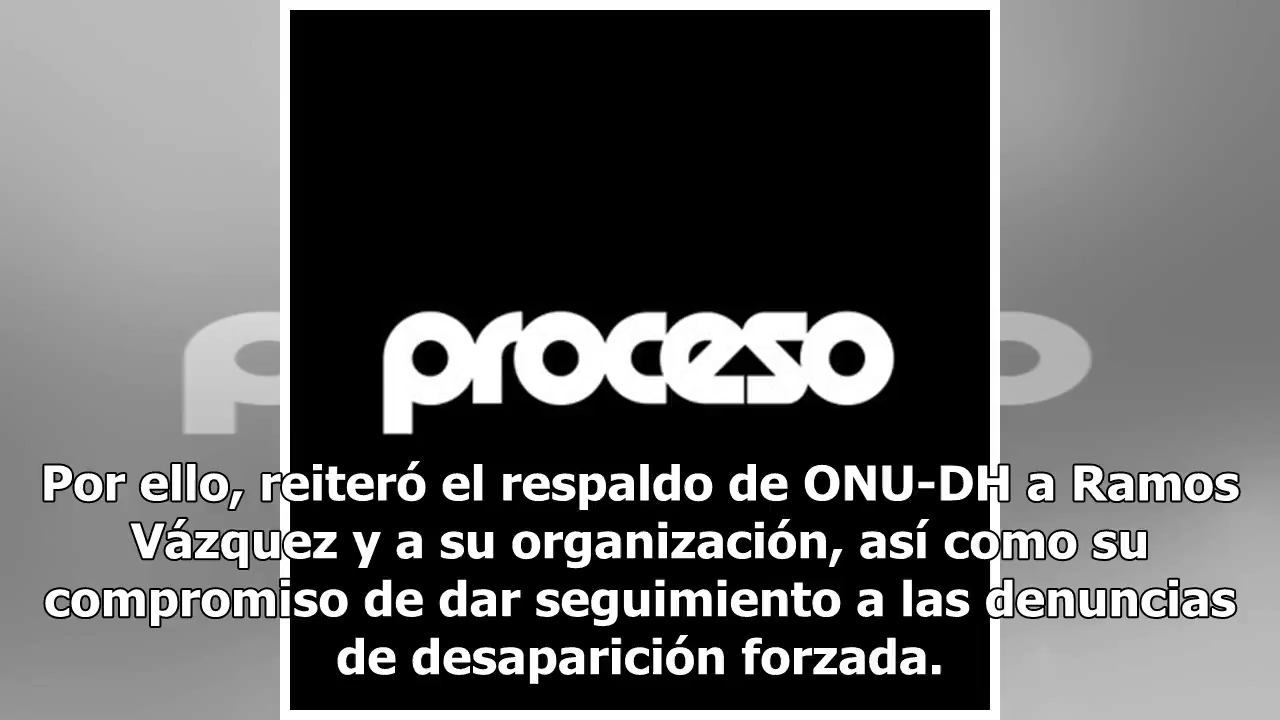 proceso
Por ello, reiteró el respaldo de ONU-DH a Ramos
Vázquez y a su organización, así como su
compromiso de dar seguimiento a las denuncias
de desaparición forzada.